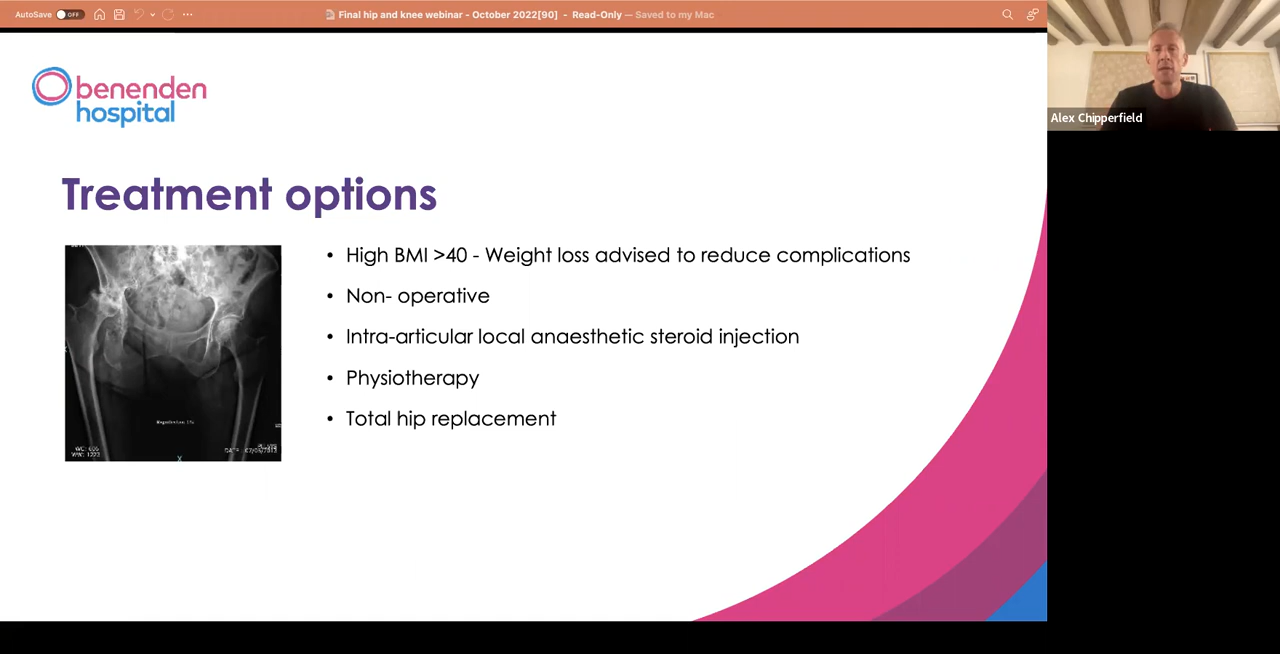 AutoSave OFF
Final hip and knee webinar - October 2022[90] - Read-Only — Saved to my Mac
benenden
hospital
Alex Chipperfield
Treatment options
• High BMI >40 - Weight loss advised to reduce complications
• Non- operative
• Intra-articular local anaesthetic steroid injection
• Physiotherapy
• Total hip replacement